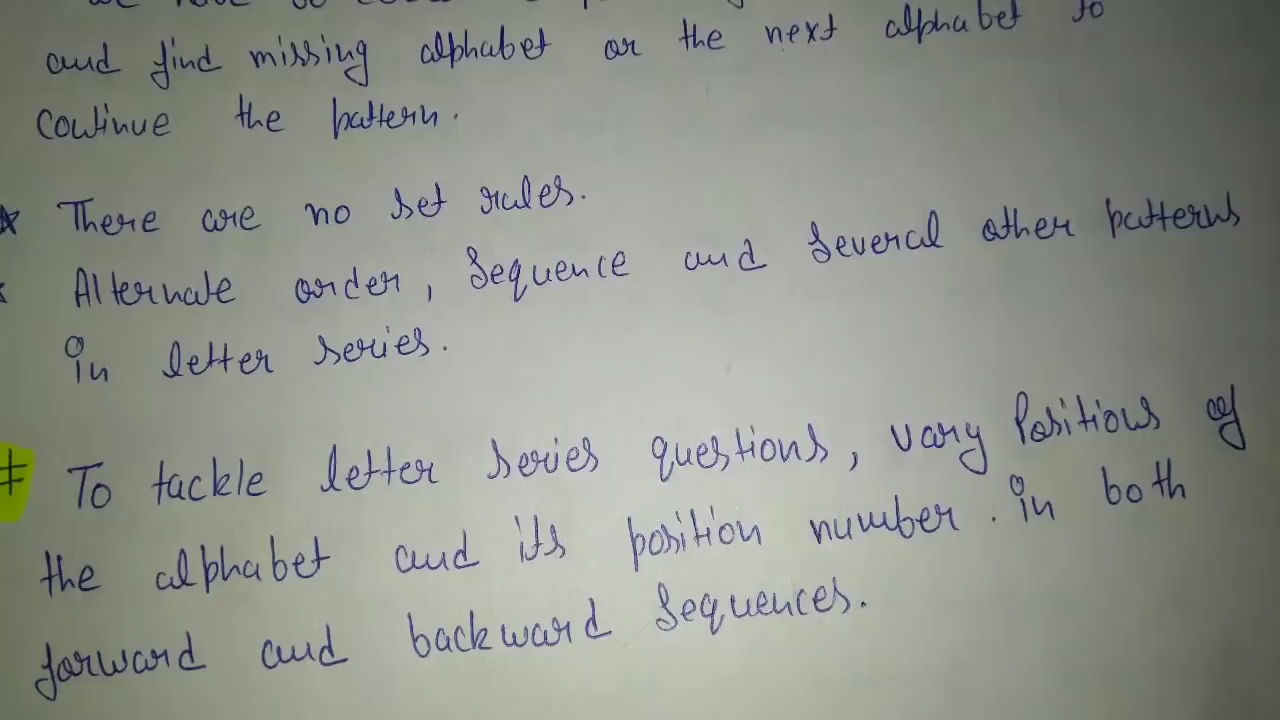 and find missing alphabet or the next alphabet to
continue the pattern.
* There are no set rules.
Alternate order, Sequence and several other patterns
in letter series.
# To tackle letter series questions, vary Positions of
the alphabet and its position number. in both
forward and backward sequences.